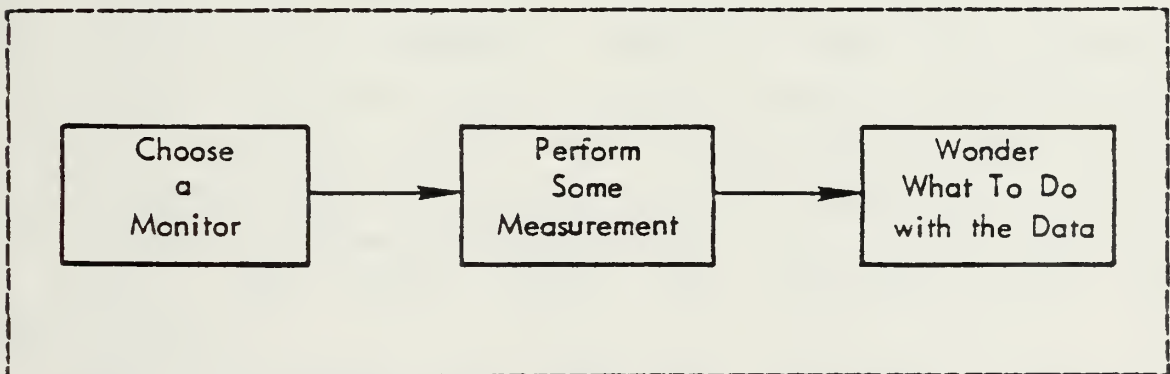 Choose
a
Monitor
Perform
Some
Measurement
Wonder
What To Do
with the Data